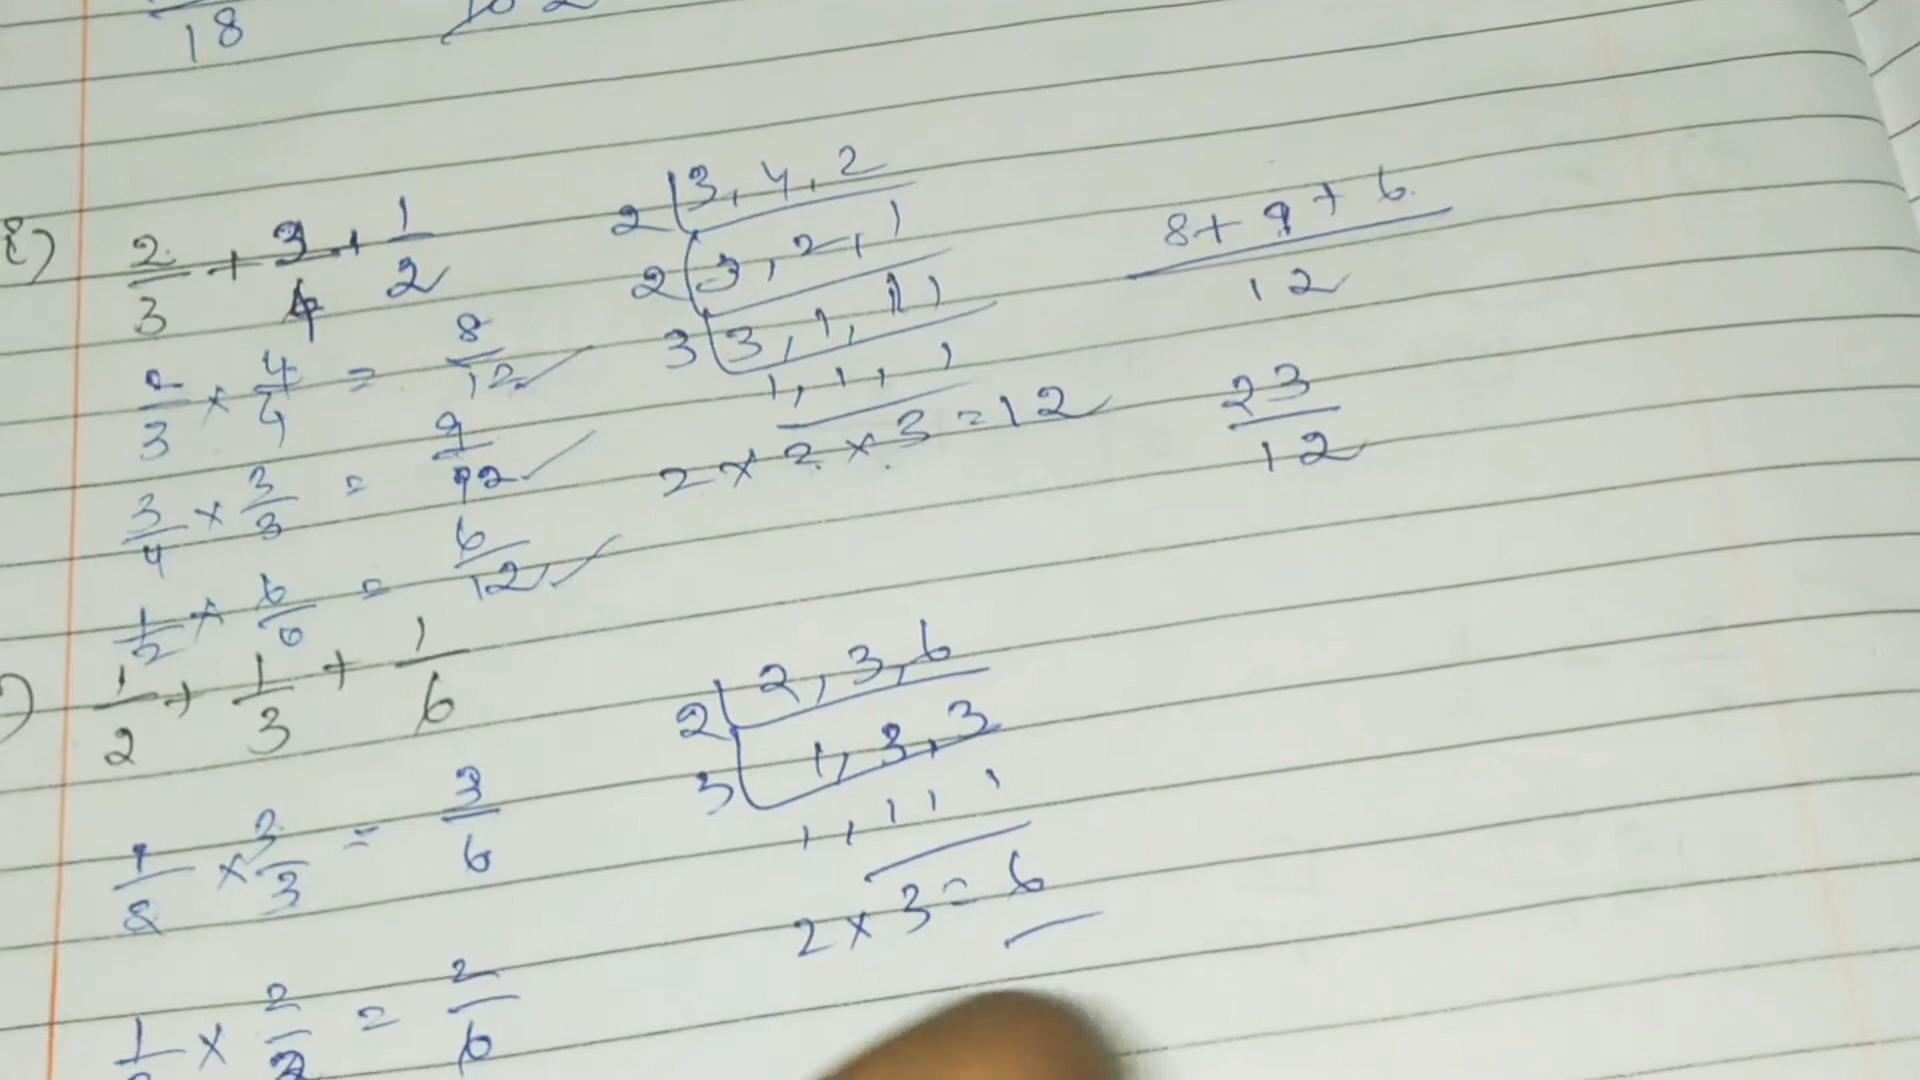 18
2/3 + 3/4 + 1/2
2/3 × 4/4 = 8/12 ✓
3/4 × 3/3 = 9/12 ✓
1/2 × 6/6 = 6/12 ✓
2 | 3, 4, 2
2 | 3, 2, 1
3 | 3, 1, 1
1, 1, 1
2 × 2 × 3 = 12
8 + 9 + 6
12
23
12
1/2 + 1/3 + 1/6
3/3 = 3/6
2 | 2, 3, 6
3 | 1, 3, 3
1, 1, 1
2 × 3 = 6
× 2/2 = 2/6